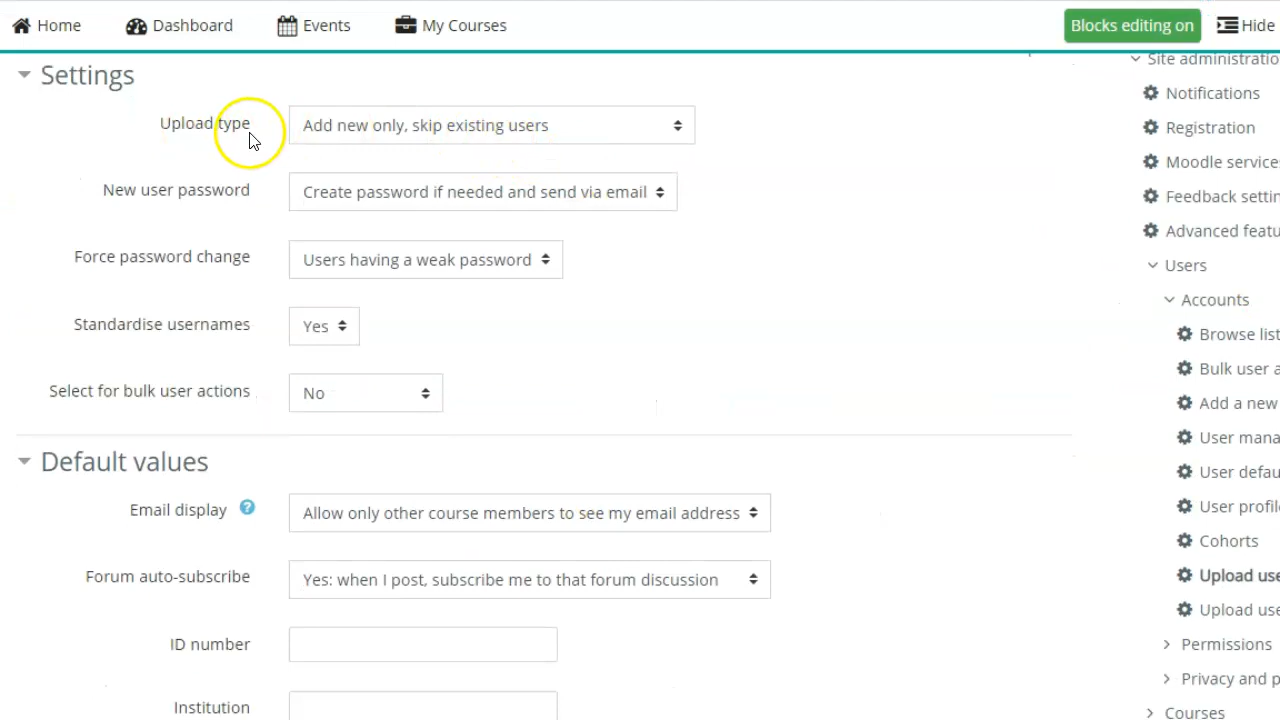 Home Dashboard Events My Courses Blocks editing on Hide
Settings
Upload type Add new only, skip existing users
New user password Create password if needed and send via email
Force password change Users having a weak password
Standardise usernames Yes
Select for bulk user actions No
Default values
Email display ? Allow only other course members to see my email address
Forum auto-subscribe Yes: when I post, subscribe me to that forum discussion
ID number
Institution
Site administratio
Notifications
Registration
Moodle service
Feedback settin
Advanced featu
Users
Accounts
Browse list
Bulk user a
Add a new
User mana
User defau
User profile
Cohorts
Upload use
Upload use
Permissions
Privacy and p
Courses